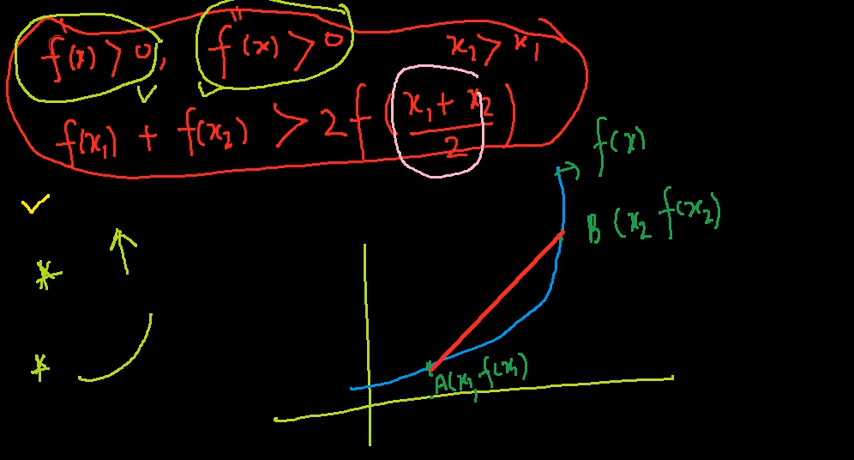 f(x) > 0, f''(x) > 0 x₂ > x₁
f(x₁) + f(x₂) > 2f((x₁ + x₂)/2)
f(x)
B (x₂ f(x₂)
A(x₁, f(x₁)